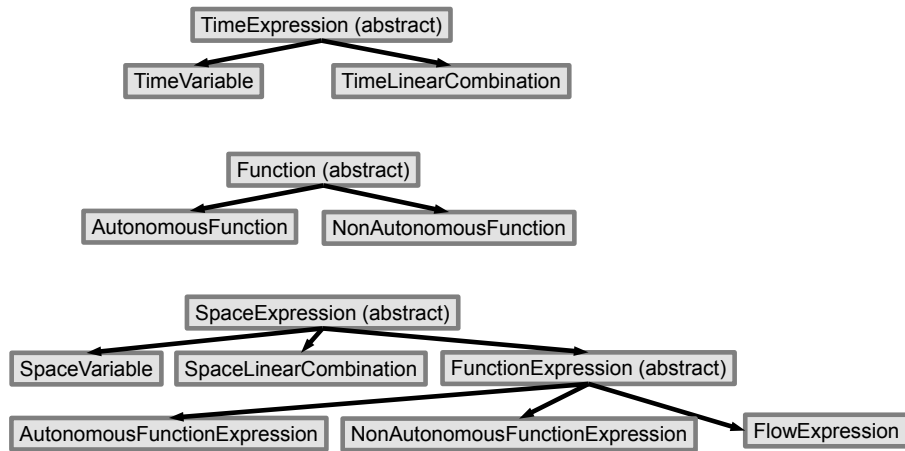 TimeExpression (abstract)
TimeVariable
TimeLinearCombination
Function (abstract)
AutonomousFunction
NonAutonomousFunction
SpaceExpression (abstract)
SpaceVariable
SpaceLinearCombination
FunctionExpression (abstract)
AutonomousFunctionExpression
NonAutonomousFunctionExpression
FlowExpression